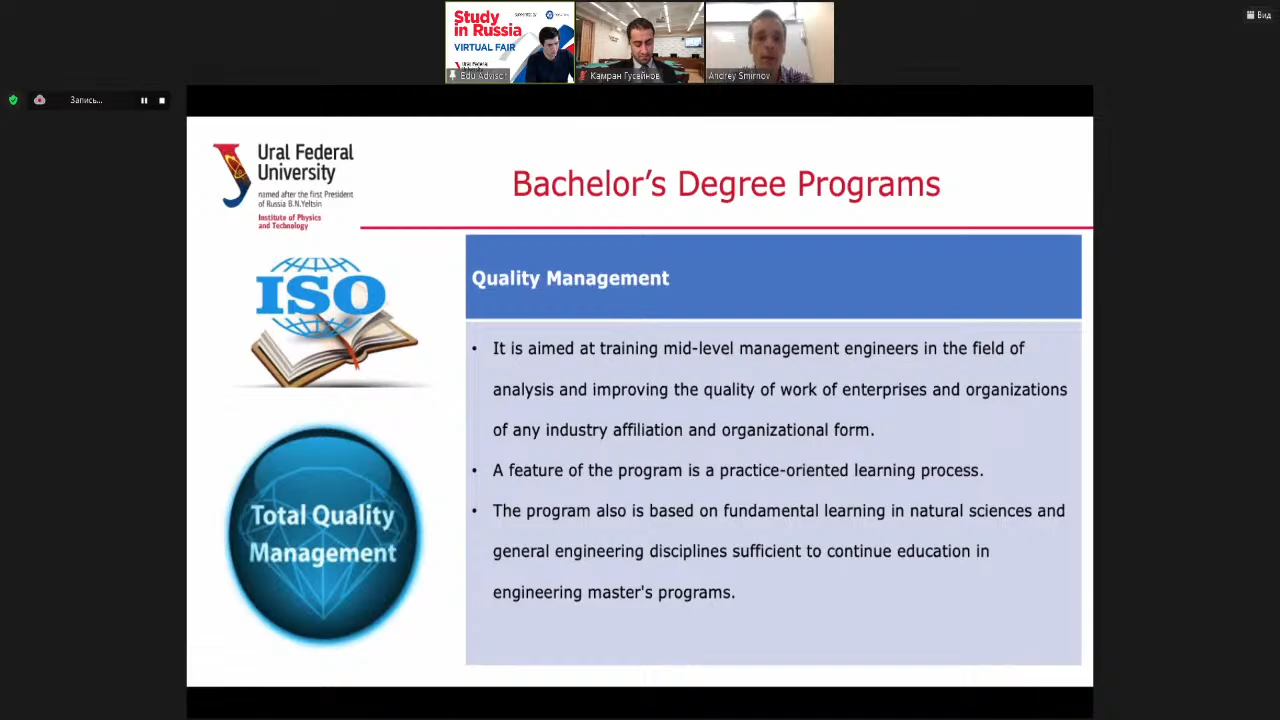 Study
in Russia
VIRTUAL FAIR
Ural Federal
Edu Advisor
Камран Гусейнов
Andrey Smirnov
Вид
Запись...
Ural Federal
University
named after the first President
of Russia B.N.Yeltsin
Institute of Physics
and Technology
Bachelor's Degree Programs
ISO
Total Quality
Management
Quality Management
• It is aimed at training mid-level management engineers in the field of
analysis and improving the quality of work of enterprises and organizations
of any industry affiliation and organizational form.
• A feature of the program is a practice-oriented learning process.
• The program also is based on fundamental learning in natural sciences and
general engineering disciplines sufficient to continue education in
engineering master's programs.